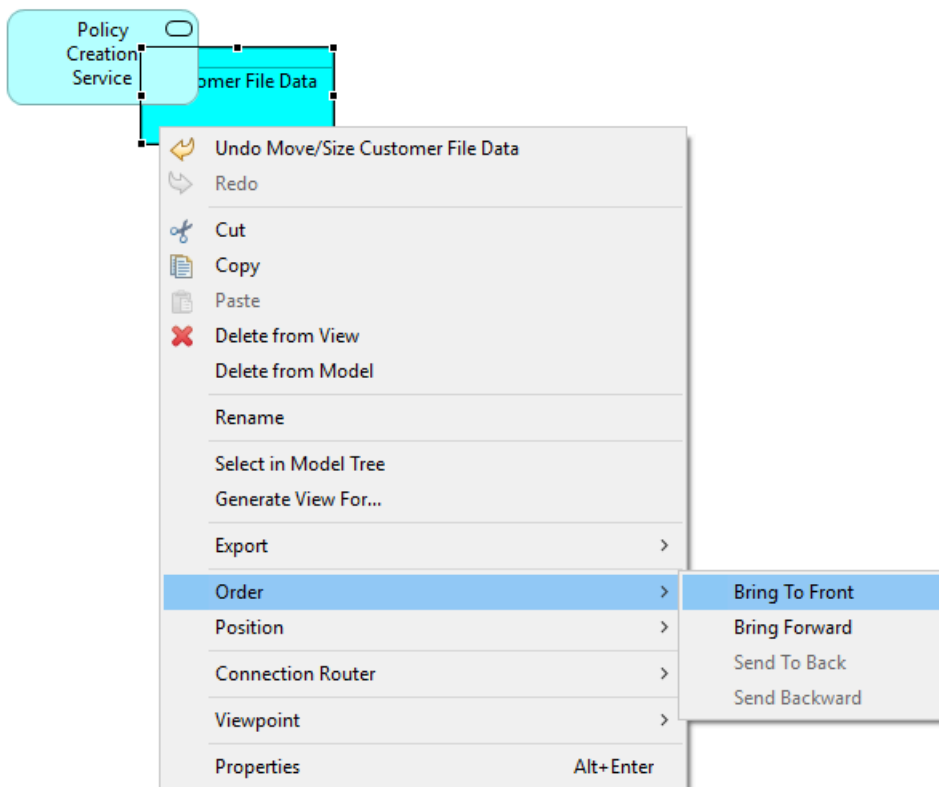 Policy
Creation
Service
omer File Data
Undo Move/Size Customer File Data
Redo
Cut
Copy
Paste
Delete from View
Delete from Model
Rename
Select in Model Tree
Generate View For...
Export
Order
Bring To Front
Position
Bring Forward
Send To Back
Connection Router
Send Backward
Viewpoint
Properties Alt+Enter